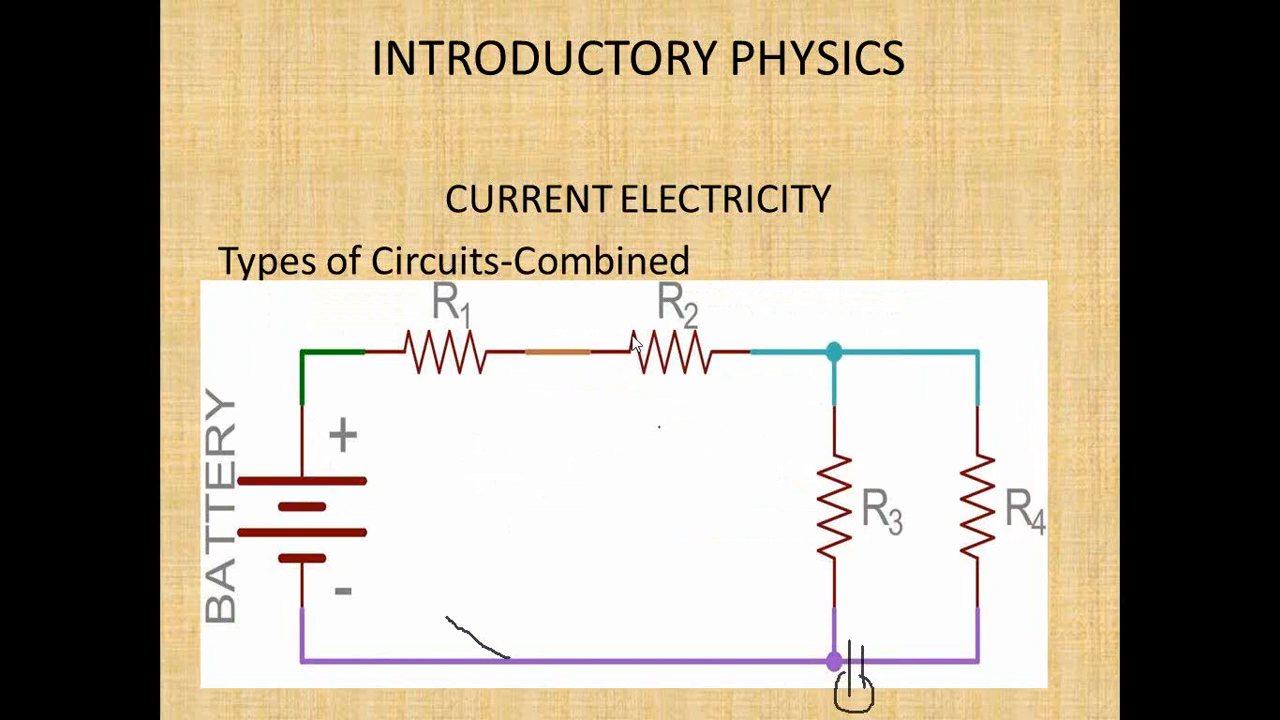 INTRODUCTORY PHYSICS
CURRENT ELECTRICITY
Types of Circuits-Combined
R1
R2
BATTERY
+
R3
R4
-